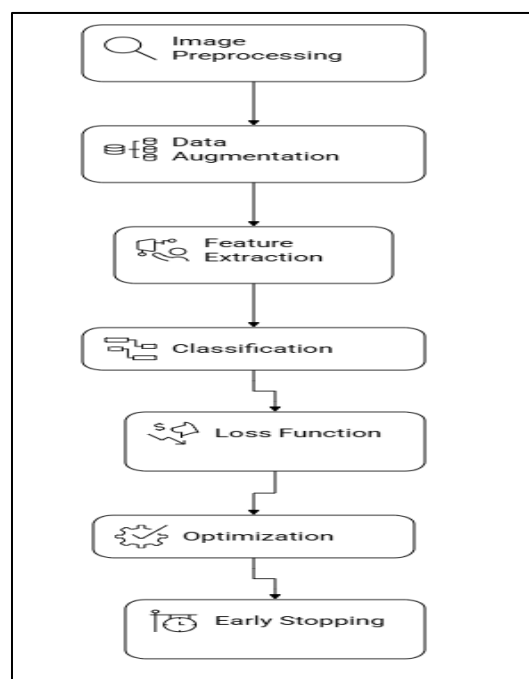 Image
Preprocessing
Data
Augmentation
Feature
Extraction
Classification
$
Loss Function
Optimization
Early Stopping